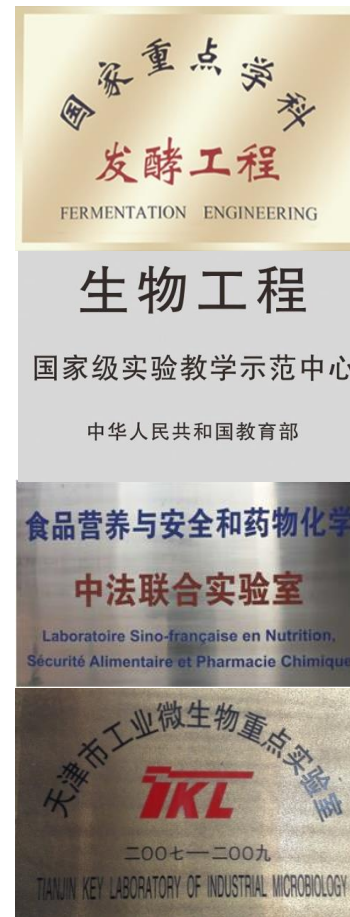 国家重点学科
发酵工程
FERMENTATION ENGINEERING
生物工程
国家级实验教学示范中心
中华人民共和国教育部
食品营养与安全和药物化学
中法联合实验室
Laboratoire Sino-française en Nutrition,
Sécurité Alimentaire et Pharmacie Chimique
天津市工业微生物重点实验室
TKL
二〇〇七——二〇〇九
TIANJIN KEY LABORATORY OF INDUSTRIAL MICROBIOLOGY